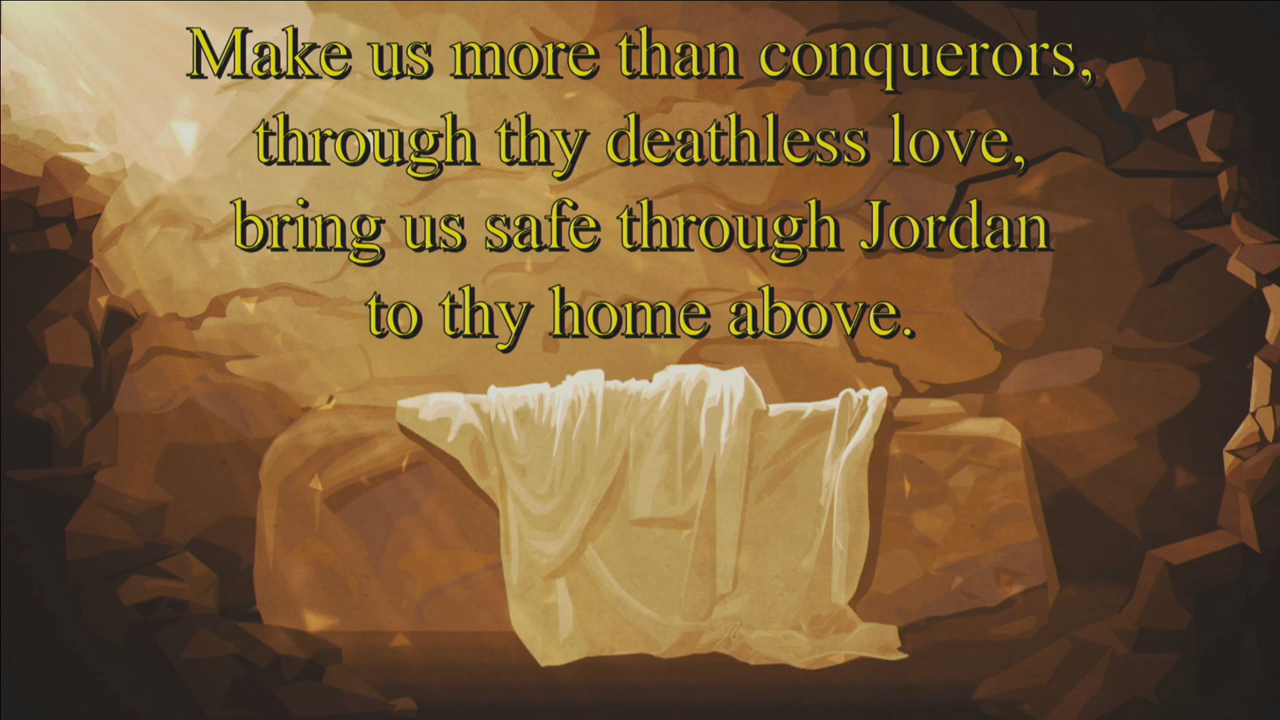 Make us more than conquerors,
through thy deathless love,
bring us safe through Jordan
to thy home above.